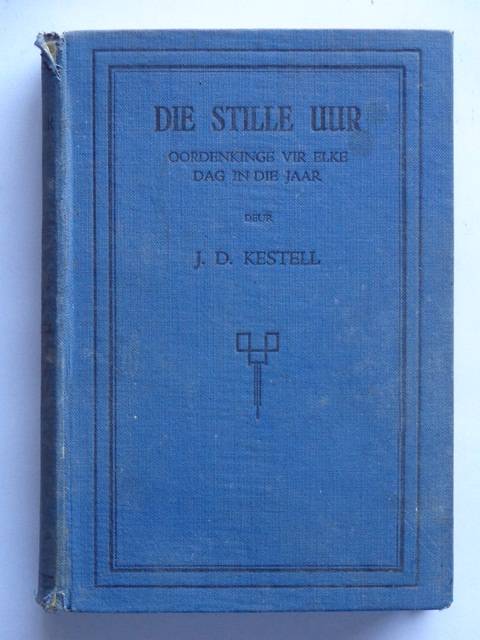 DIE STILLE UUR
OORDENKINGE VIR ELKE
DAG IN DIE JAAR
DEUR
J. D. KESTELL